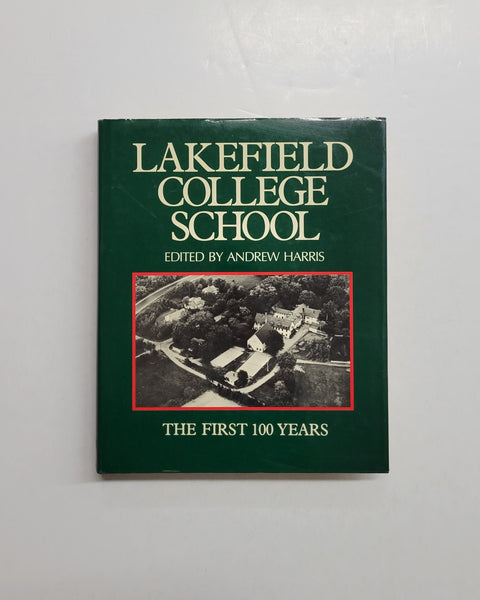 LAKEFIELD
COLLEGE
SCHOOL
EDITED BY ANDREW HARRIS
THE FIRST 100 YEARS